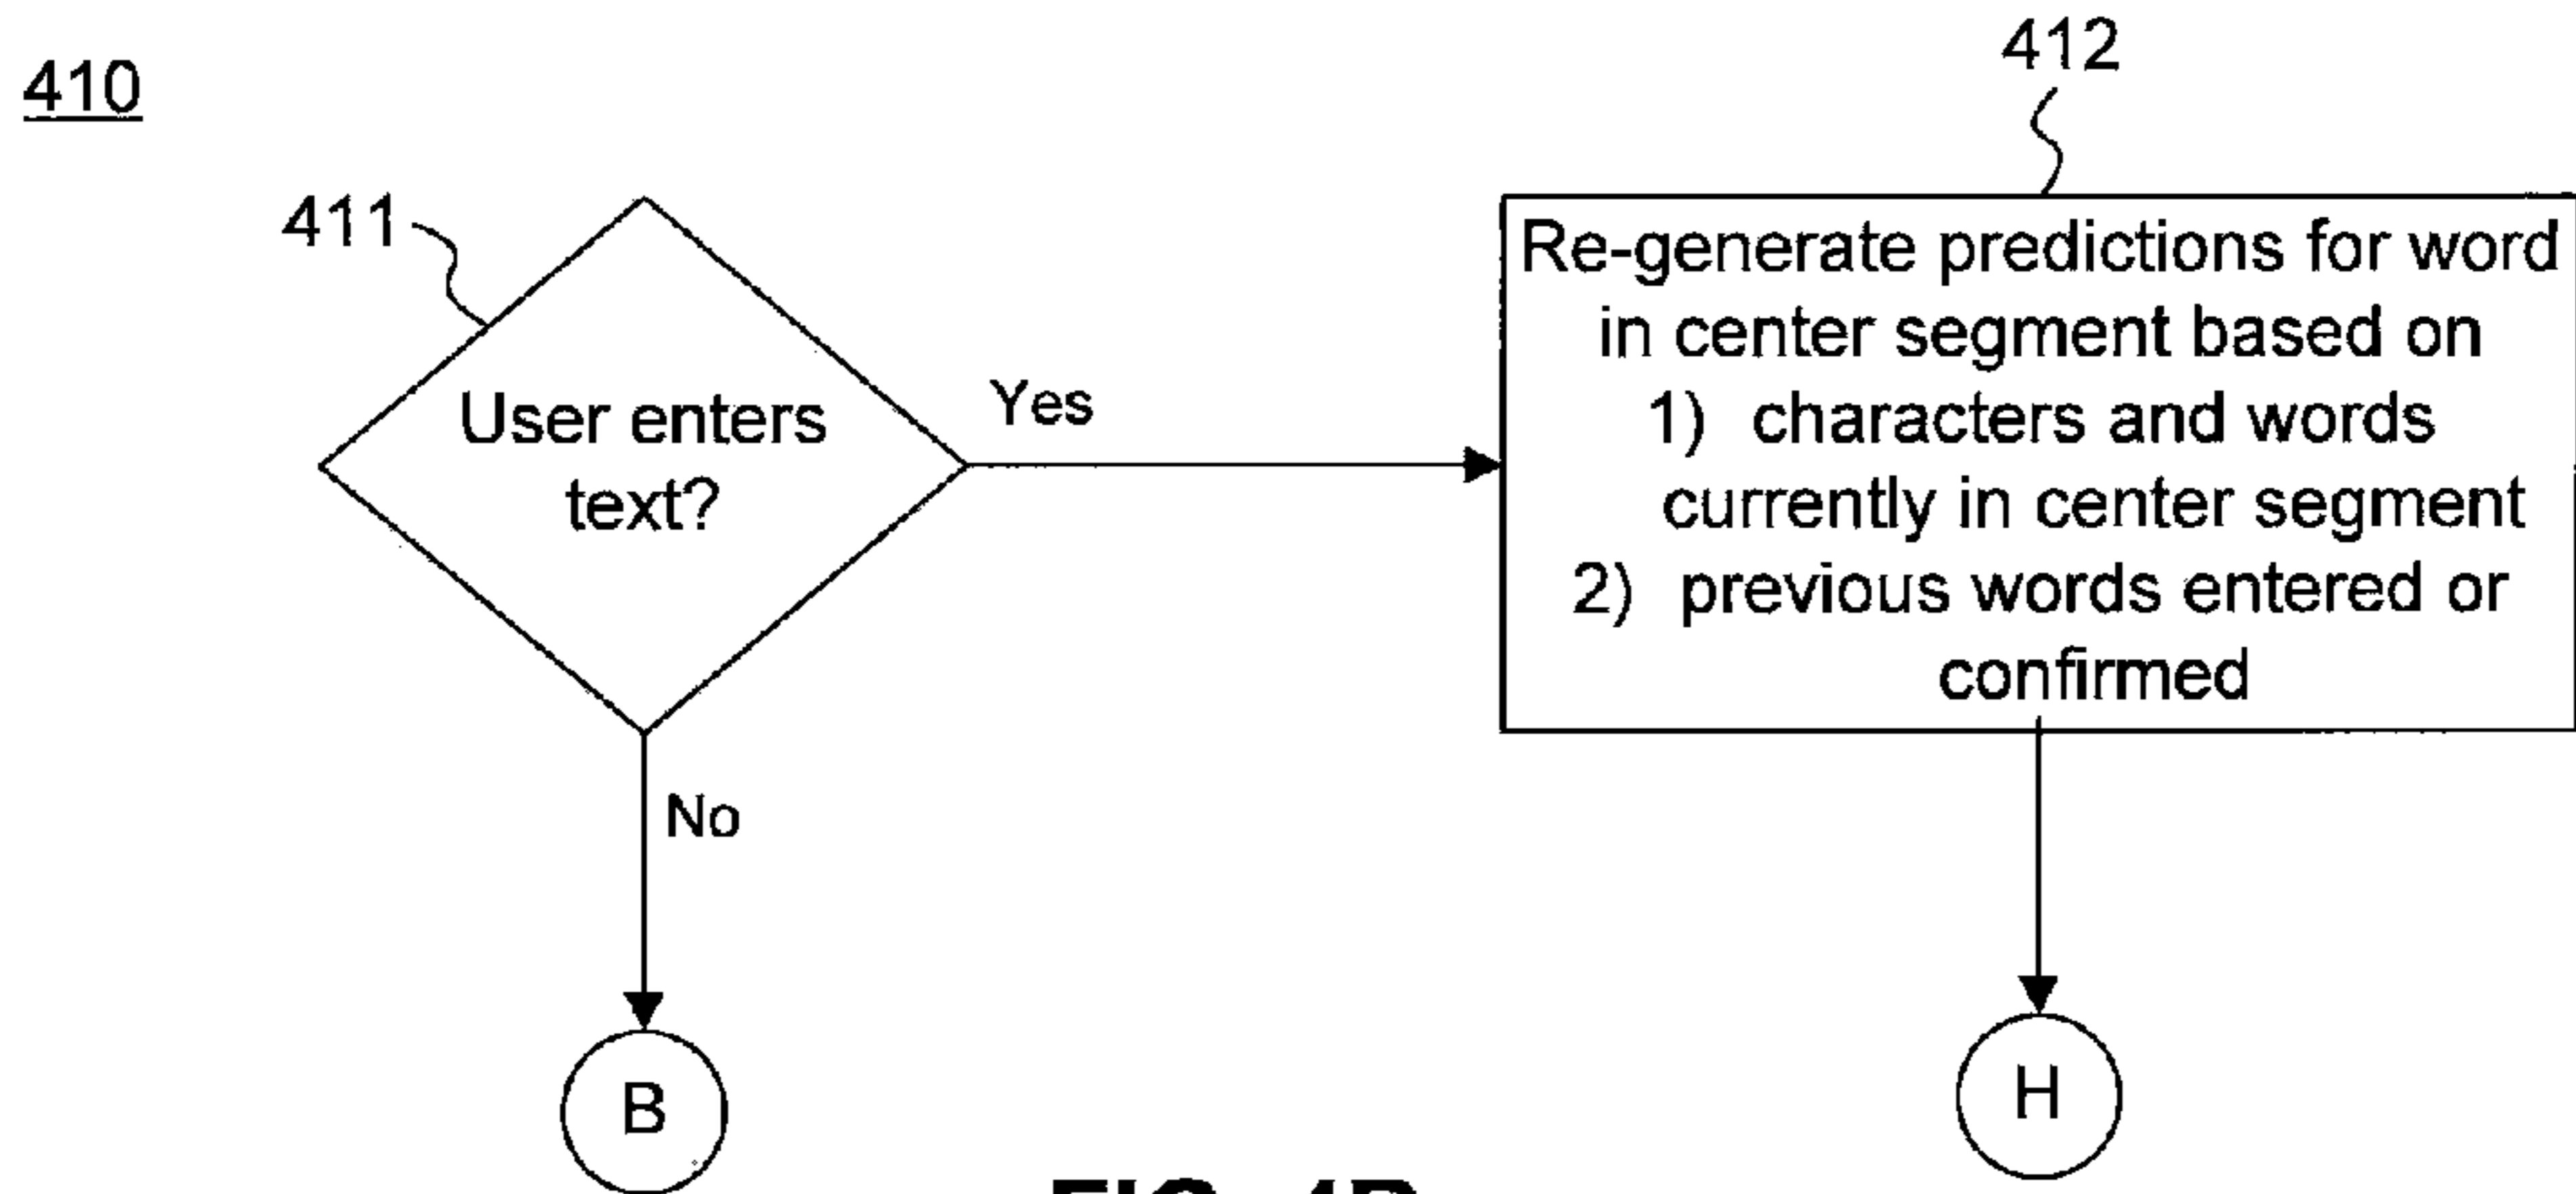 410
412
411
Re-generate predictions for word
in center segment based on
1) characters and words
currently in center segment
2) previous words entered or
confirmed
User enters
text?
Yes
No
B
H